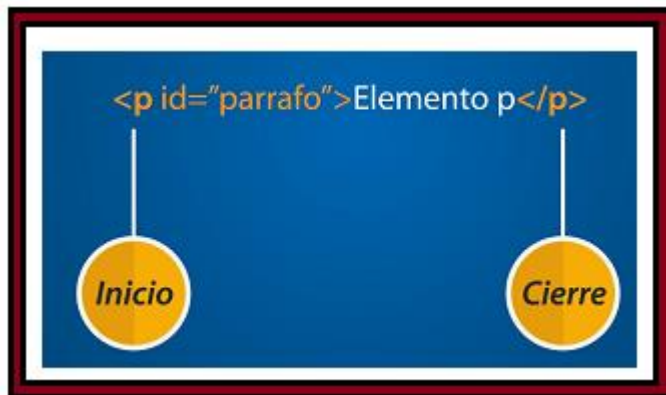 <p id=”parrafo”>Elemento p</p>
Inicio
Cierre